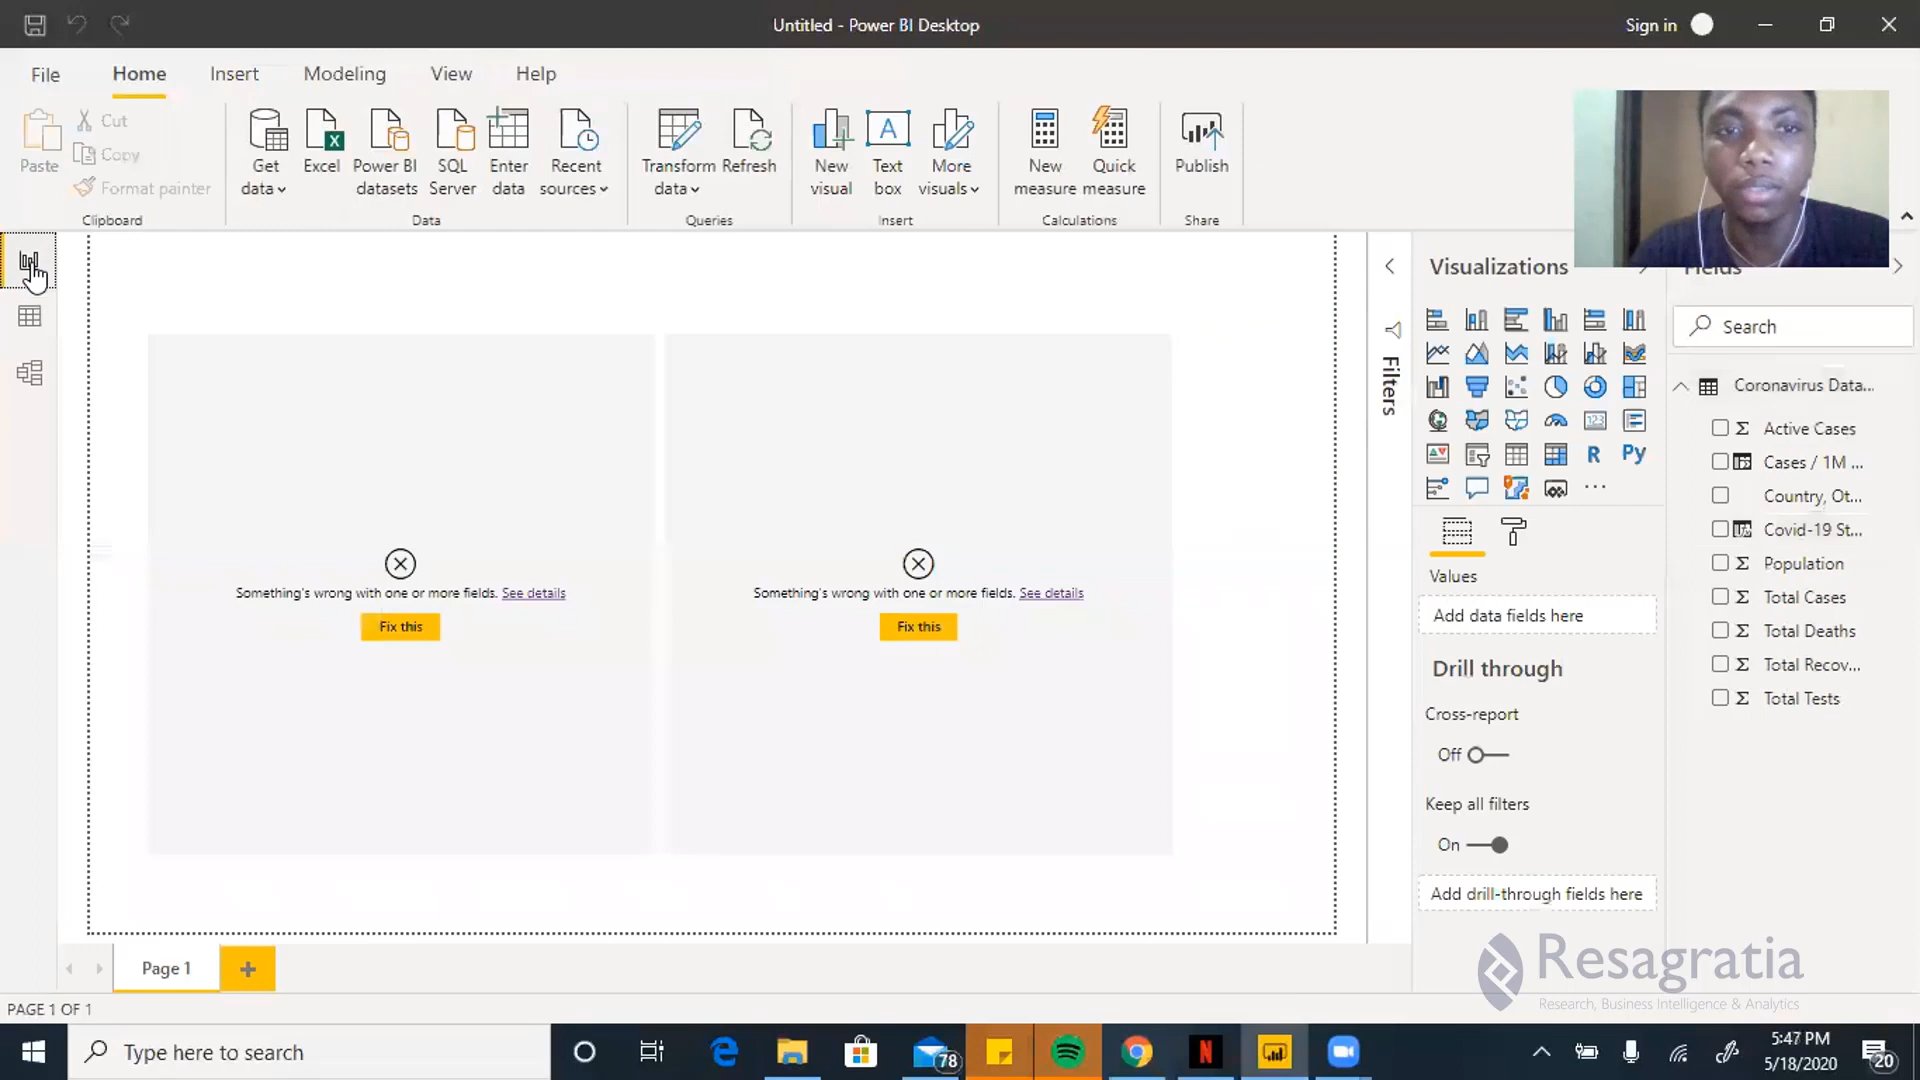 Untitled - Power BI Desktop
Sign in
File Home Insert Modeling View Help
Paste
Cut
Copy
Format painter
Clipboard
Get data
Excel
Power BI datasets
SQL Server
Enter data
Recent sources
Data
Transform data
Refresh
Queries
New visual
Text box
More visuals
Insert
New measure
Quick measure
Calculations
Publish
Share
Something's wrong with one or more fields. See details
Fix this
Something's wrong with one or more fields. See details
Fix this
Filters
Visualizations
R
Py
Values
Add data fields here
Drill through
Cross-report
Off
Keep all filters
On
Add drill-through fields here
Fields
Search
Coronavirus Data...
Active Cases
Cases / 1M ...
Country, Ot...
Covid-19 St...
Population
Total Cases
Total Deaths
Total Recov...
Total Tests
Resagratia
Research, Business Intelligence & Analytics
Page 1
PAGE 1 OF 1
Type here to search
78
5:47 PM
5/18/2020
20